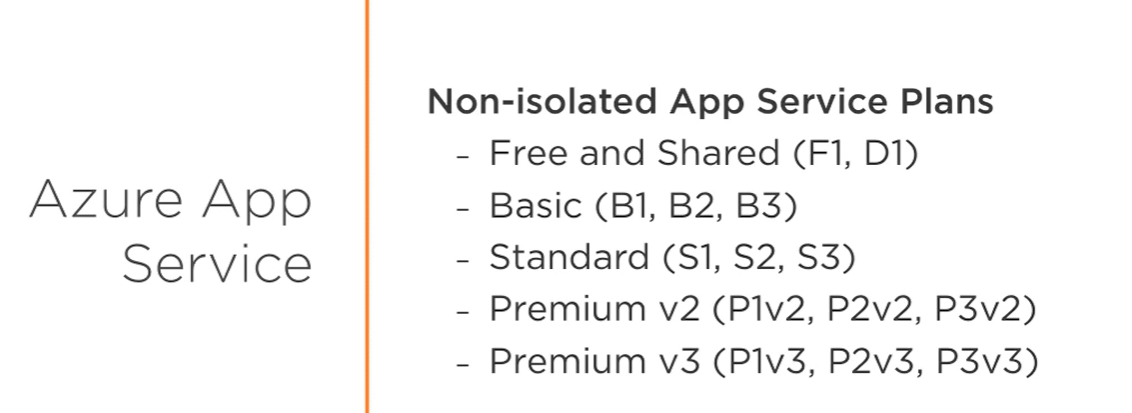 Azure App
Service
Non-isolated App Service Plans
– Free and Shared (F1, D1)
– Basic (B1, B2, B3)
– Standard (S1, S2, S3)
– Premium v2 (P1v2, P2v2, P3v2)
– Premium v3 (P1v3, P2v3, P3v3)